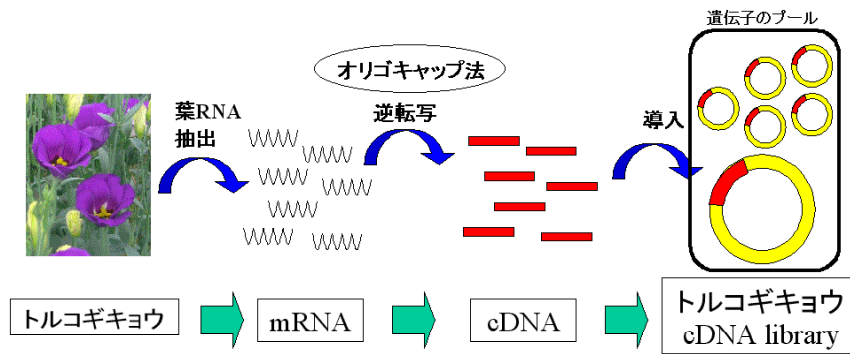 遺伝子のプール
オリゴキャップ法
葉RNA
抽出
逆転写
導入
トルコギキョウ
mRNA
cDNA
トルコギキョウ
cDNA library